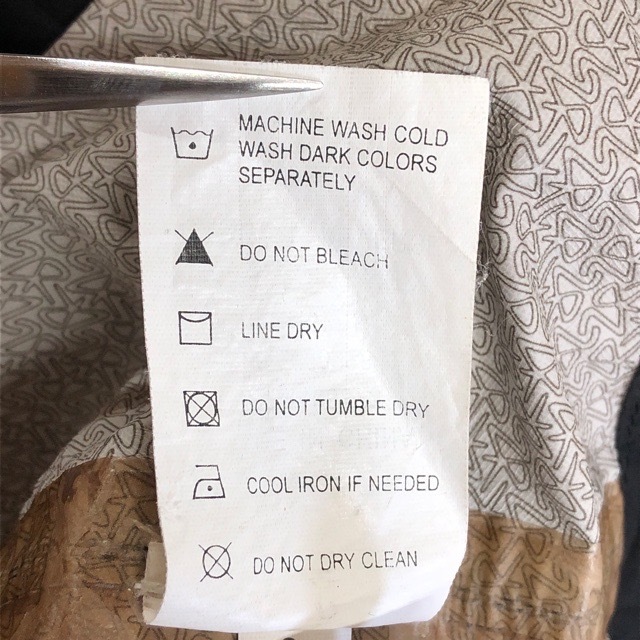 MACHINE WASH COLD
WASH DARK COLORS
SEPARATELY
DO NOT BLEACH
LINE DRY
DO NOT TUMBLE DRY
COOL IRON IF NEEDED
DO NOT DRY CLEAN